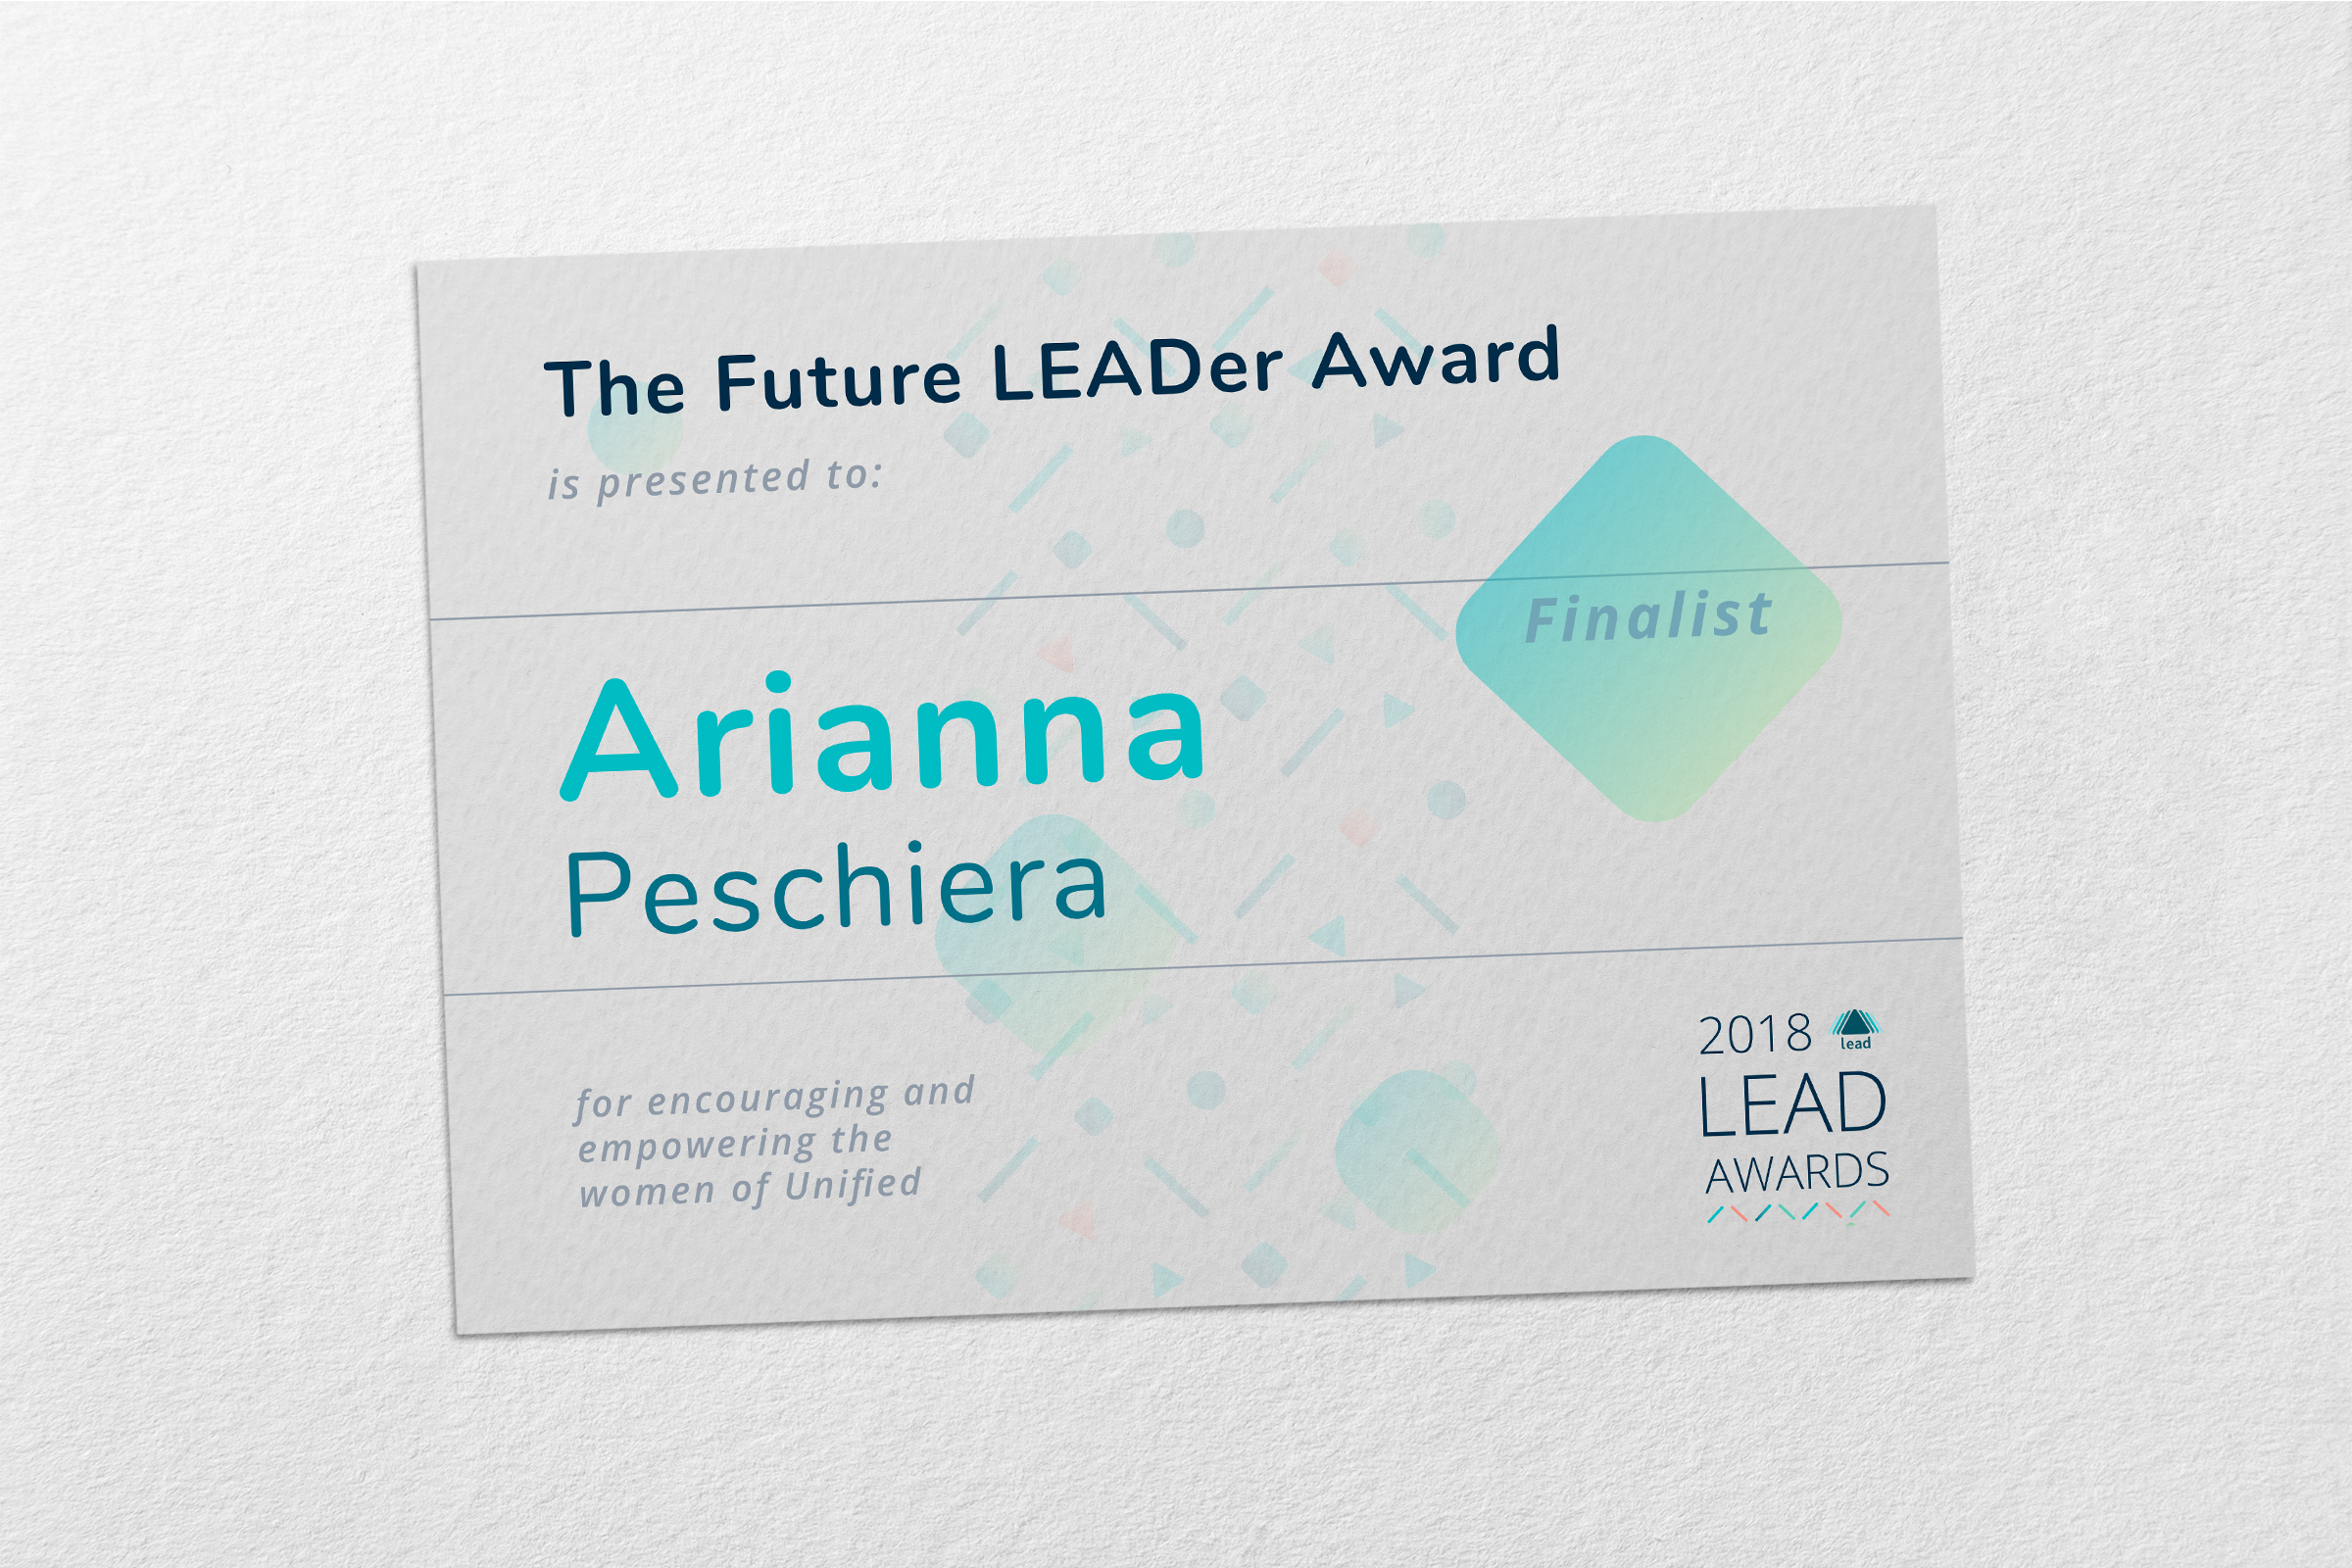 The Future LEADer Award
is presented to:
Finalist
Arianna
Peschiera
for encouraging and
empowering the
women of Unified
2018 lead
LEAD
AWARDS